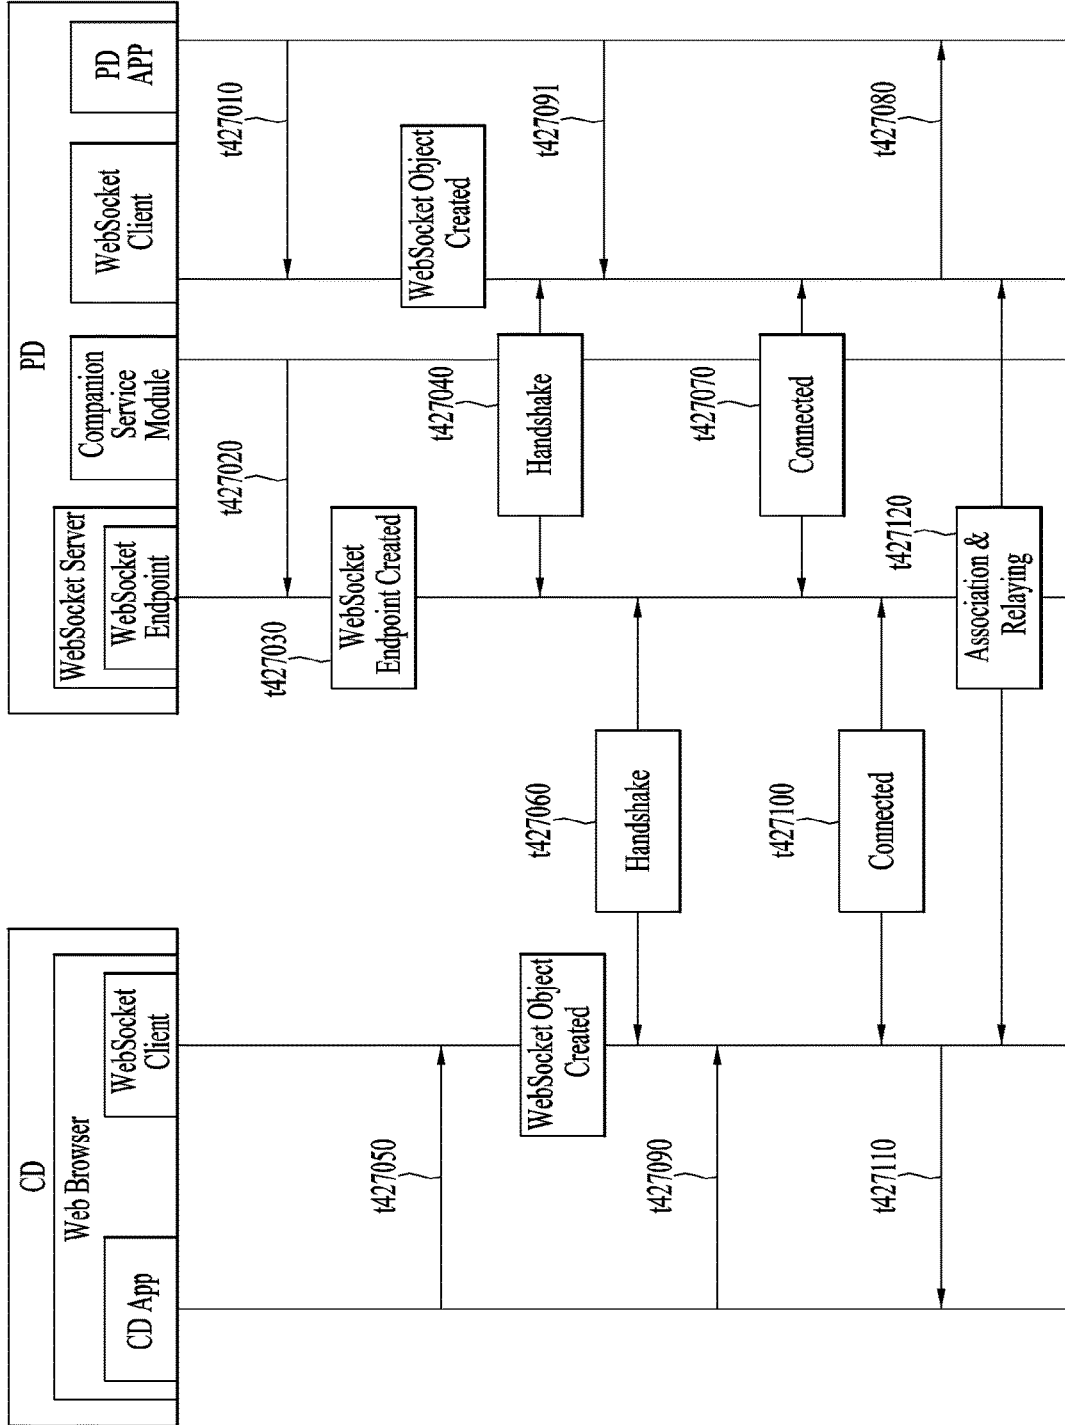 CD
Web Browser
CD App
WebSocket
Client
PD
WebSocket Server
WebSocket
Endpoint
Companion
Service
Module
WebSocket
Client
PD
APP
t427010
t427020
t427030
WebSocket
Endpoint Created
WebSocket Object
Created
t427050
t427040
Handshake
WebSocket Object
Created
t427060
Handshake
t427091
t427090
t427070
Connected
t427100
Connected
t427110
t427080
t427120
Association &
Relaying